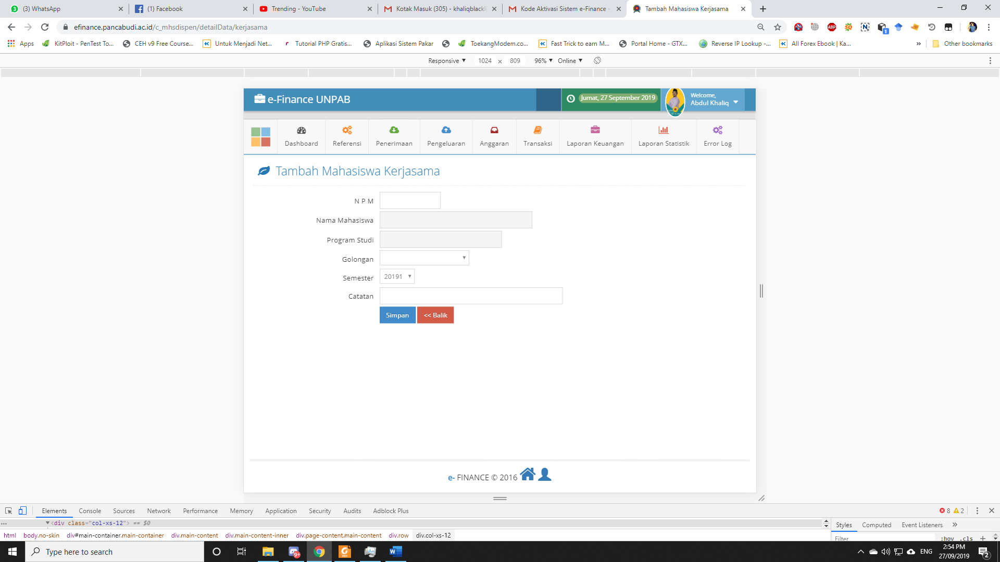 (3) WhatsApp
(1) Facebook
Trending - YouTube
Kotak Masuk (305) - khaliqblackli
Kode Aktivasi Sistem e-Finance -
Tambah Mahasiswa Kerjasama
efinance.pancabudi.ac.id/c_mhsdispen/detailData/kerjasama
Apps
KitPloit - PenTest To...
CEH v9 Free Course...
Untuk Menjadi Net...
Tutorial PHP Gratis...
Aplikasi Sistem Pakar
ToekangModem.co...
Fast Trick to earn M...
Portal Home - GTX...
Reverse IP Lookup -...
All Forex Ebook | Ka...
»
Other bookmarks
Responsive
1024 x 809
96%
Online
e-Finance UNPAB
Jumat, 27 September 2019
Welcome,
Abdul Khaliq
Dashboard
Referensi
Penerimaan
Pengeluaran
Anggaran
Transaksi
Laporan Keuangan
Laporan Statistik
Error Log
Tambah Mahasiswa Kerjasama
N P M
Nama Mahasiswa
Program Studi
Golongan
Semester 20191
Catatan
Simpan
<< Balik
e- FINANCE © 2016
Elements
Console
Sources
Network
Performance
Memory
Application
Security
Audits
Adblock Plus
8
2
... <div class="col-xs-12"> == $0
Styles
Computed
Event Listeners
»
html
body.no-skin
div#main-container.main-container
div.main-content
div.main-content-inner
div.page-content.main-content
div.row
div.col-xs-12
Filter
:hov .cls +
Type here to search
ENG
2:54 PM
27/09/2019
2